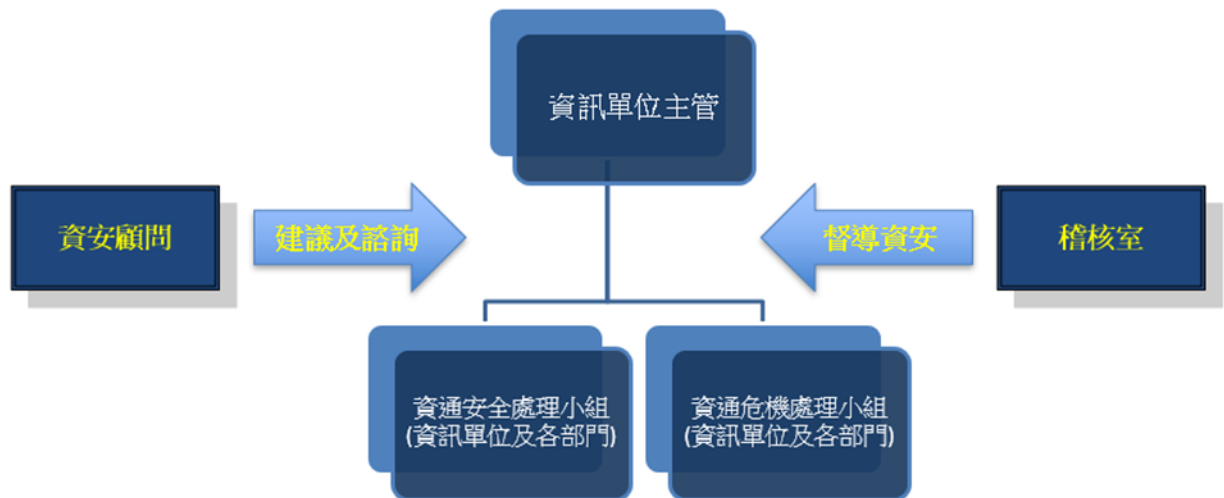 資訊單位主管
資安顧問
建議及諮詢
督導資安
稽核室
資通安全處理小組
(資訊單位及各部門)
資通危機處理小組
(資訊單位及各部門)